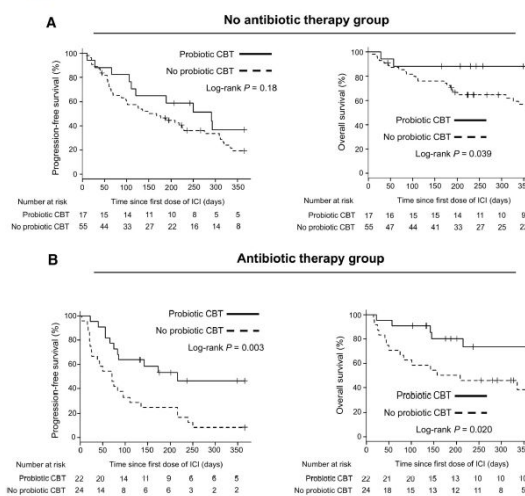 A
No antibiotic therapy group
Progression-free survival (%)
100
80
60
40
20
0
Probiotic CBT
No probiotic CBT
Log-rank P = 0.18
0 50 100 150 200 250 300 350 400
Number at risk
Time since first dose of ICI (days)
Probiotic CBT 17 15 14 11 10 8 5 5
No probiotic CBT 55 44 33 27 22 16 14 8
Overall survival (%)
100
80
60
40
20
0
Probiotic CBT
No probiotic CBT
Log-rank P = 0.039
0 50 100 150 200 250 300 35
Number at risk
Time since first dose of ICI (days)
Probiotic CBT 17 16 15 15 14 11 10 9
No probiotic CBT 55 47 44 41 33 27 25
B
Antibiotic therapy group
Progression-free survival (%)
100
80
60
40
20
0
Probiotic CBT
No probiotic CBT
Log-rank P = 0.003
0 50 100 150 200 250 300 350 400
Number at risk
Time since first dose of ICI (days)
Probiotic CBT 22 20 14 11 9 6 6 5
No probiotic CBT 24 14 8 6 6 3 2 2
Overall survival (%)
100
80
60
40
20
0
Probiotic CBT
No probiotic CBT
Log-rank P = 0.020
0 50 100 150 200 250 300 35
Number at risk
Time since first dose of ICI (days)
Probiotic CBT 22 21 20 15 13 10 10 10
No probiotic CBT 24 18 15 13 12 11 8 5